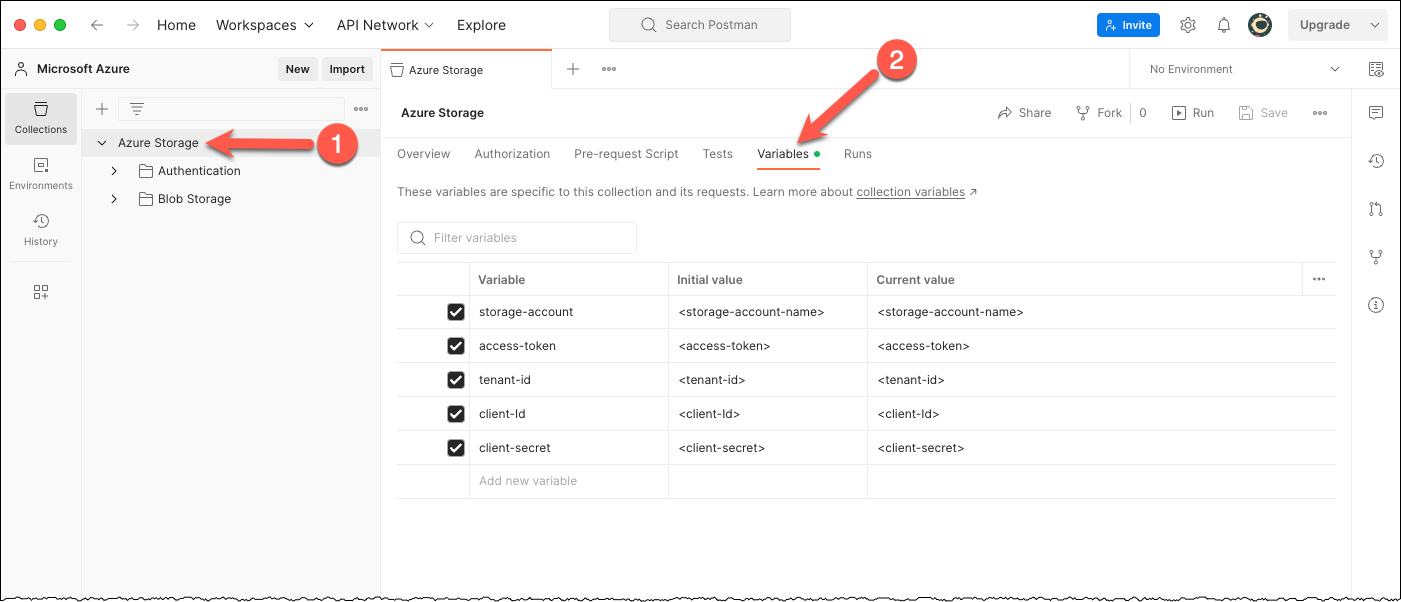 Home Workspaces API Network Explore Search Postman Invite Upgrade
Microsoft Azure New Import
Azure Storage
No Environment
2
Collections
Environments
History
Azure Storage
1
Authentication
Blob Storage
Azure Storage Share Fork 0 Run Save
Overview Authorization Pre-request Script Tests Variables Runs
These variables are specific to this collection and its requests. Learn more about collection variables ↗
Filter variables
Variable Initial value Current value
storage-account <storage-account-name> <storage-account-name>
access-token <access-token> <access-token>
tenant-id <tenant-id> <tenant-id>
client-Id <client-Id> <client-Id>
client-secret <client-secret> <client-secret>
Add new variable